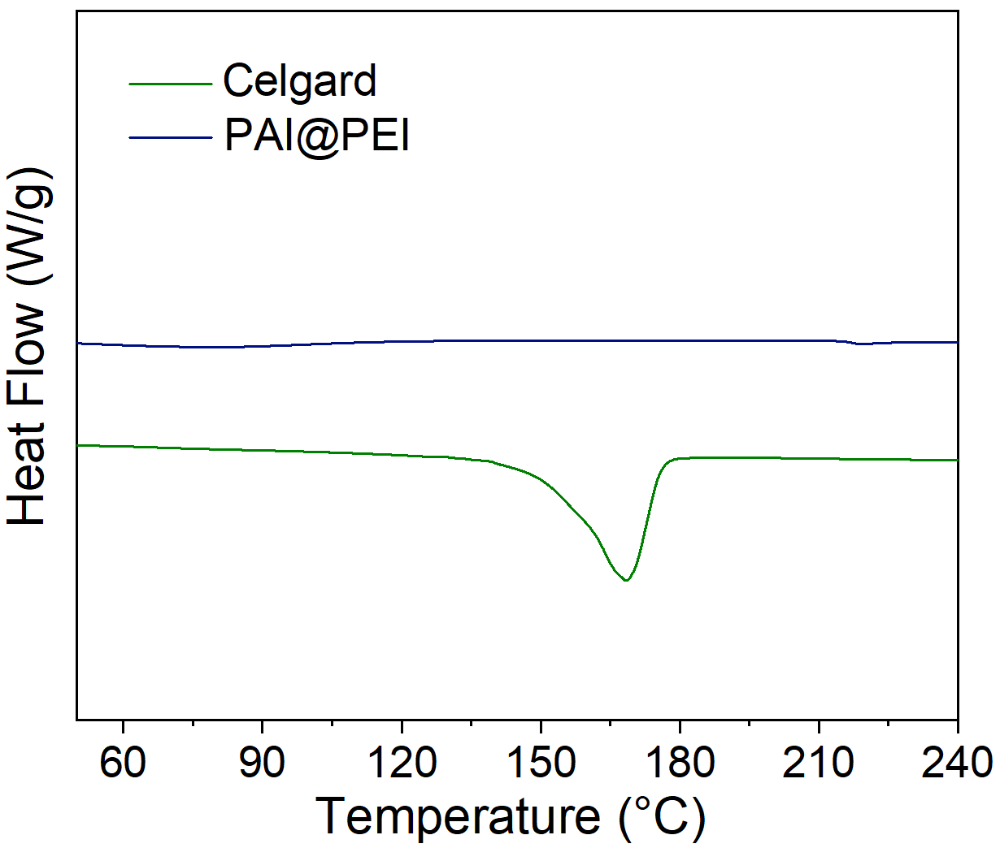 Celgard
PAI@PEI
Heat Flow (W/g)
60 90 120 150 180 210 240
Temperature (°C)